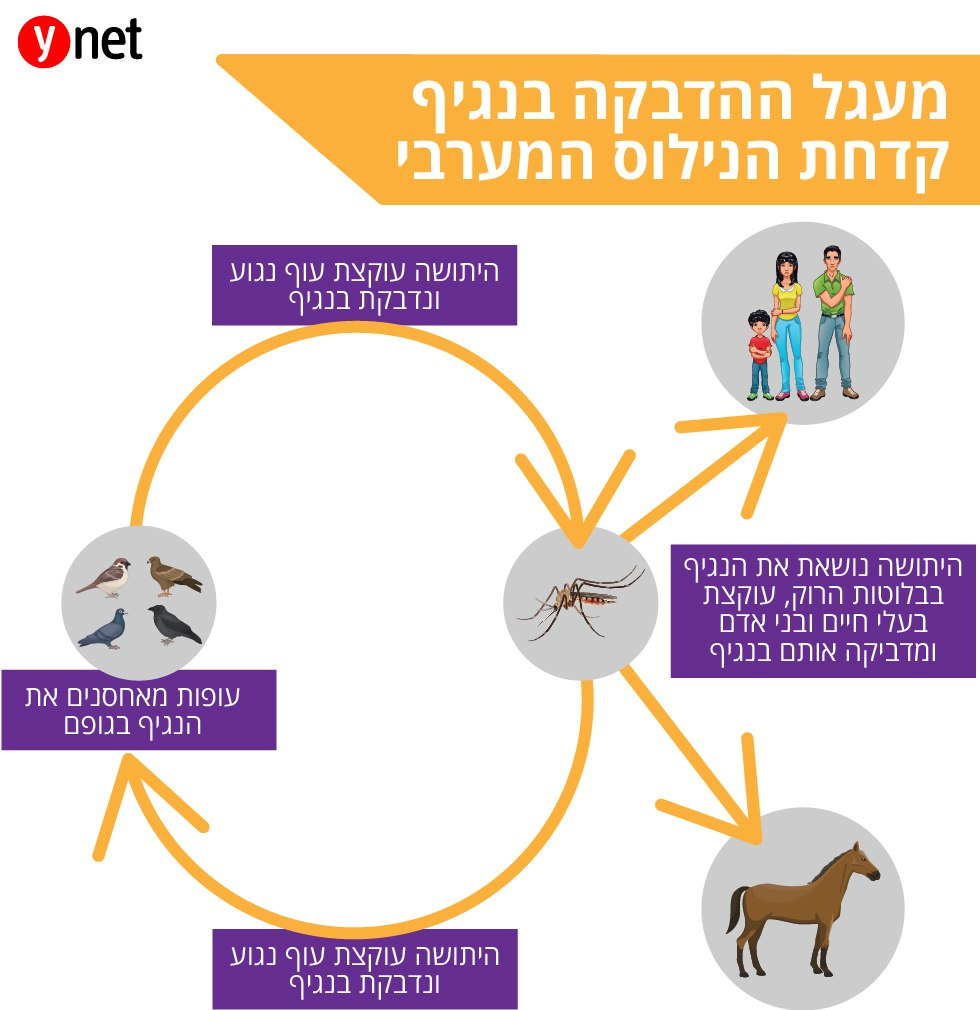 ynet
מעגל ההדבקה בנגיף
קדחת הנילוס המערבי
היתושה עוקצת עוף נגוע
ונדבקת בנגיף
היתושה נושאת את הנגיף
בבלוטות הרוק, עוקצת
בעלי חיים ובני אדם
ומדביקה אותם בנגיף
עופות מאחסנים את
הנגיף בגופם
היתושה עוקצת עוף נגוע
ונדבקת בנגיף